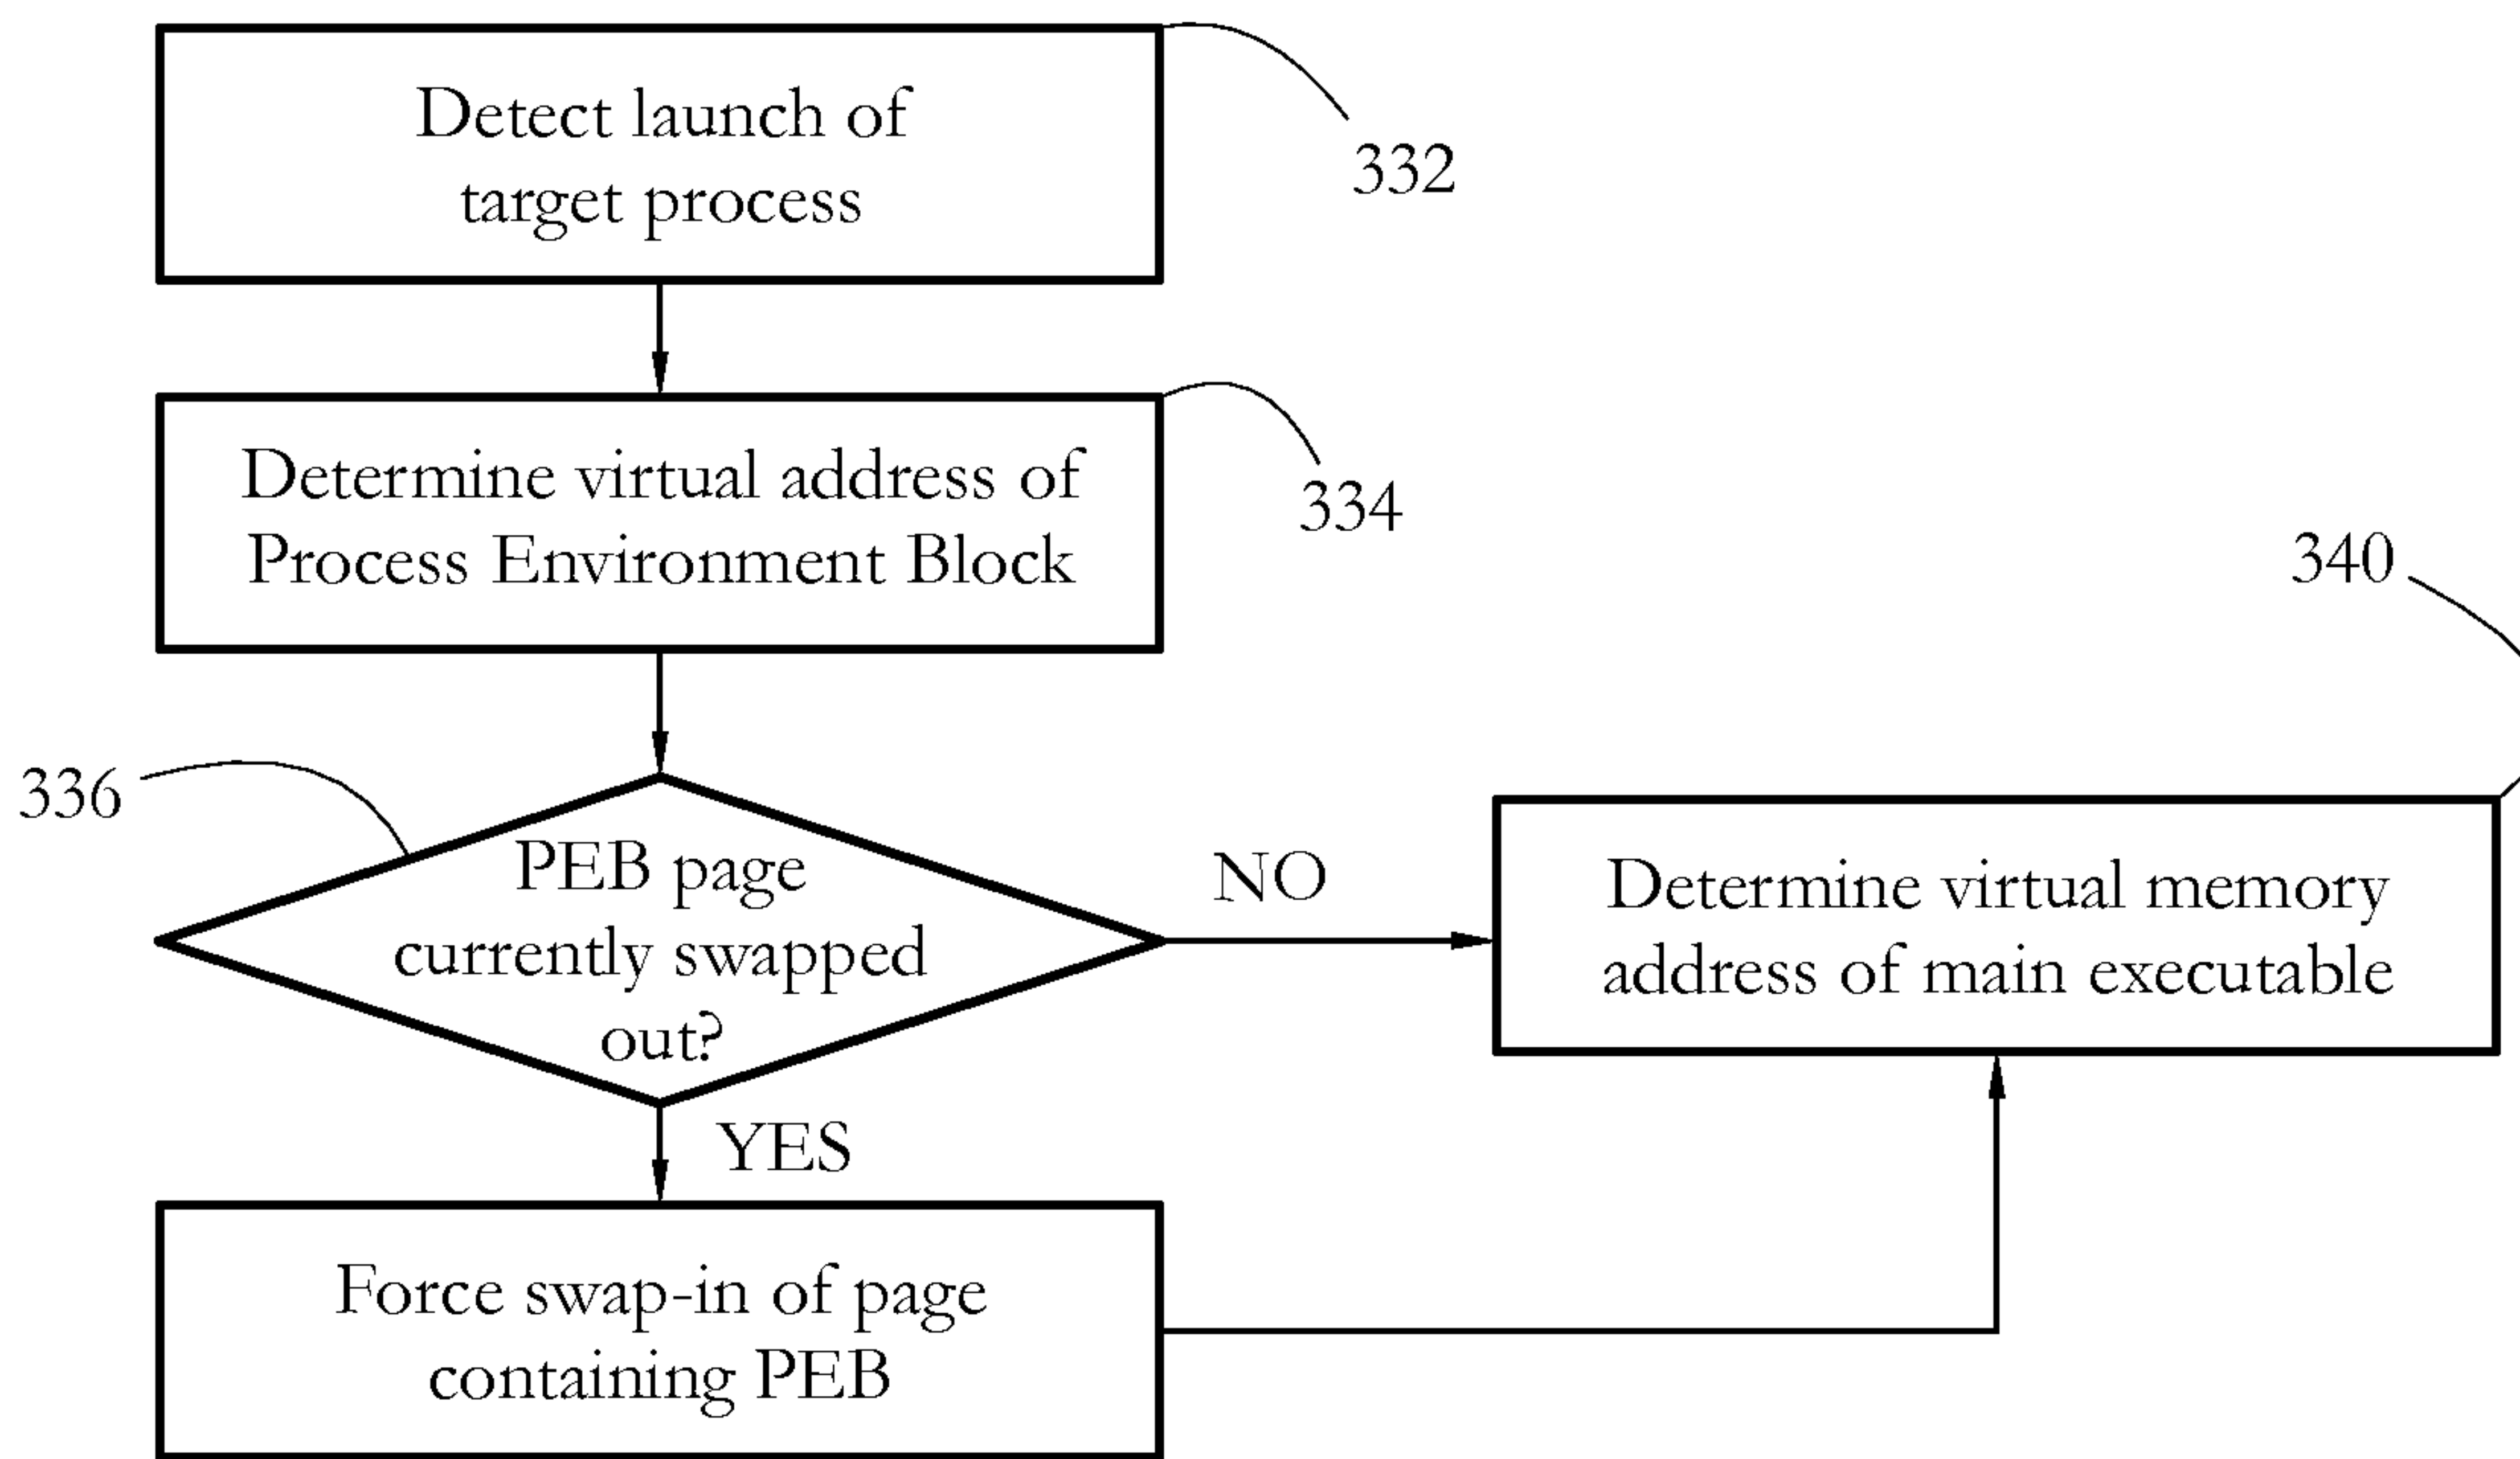 Detect launch of
target process
332
Determine virtual address of
Process Environment Block
334
340
336
PEB page
currently swapped
out?
NO
Determine virtual memory
address of main executable
YES
Force swap-in of page
containing PEB